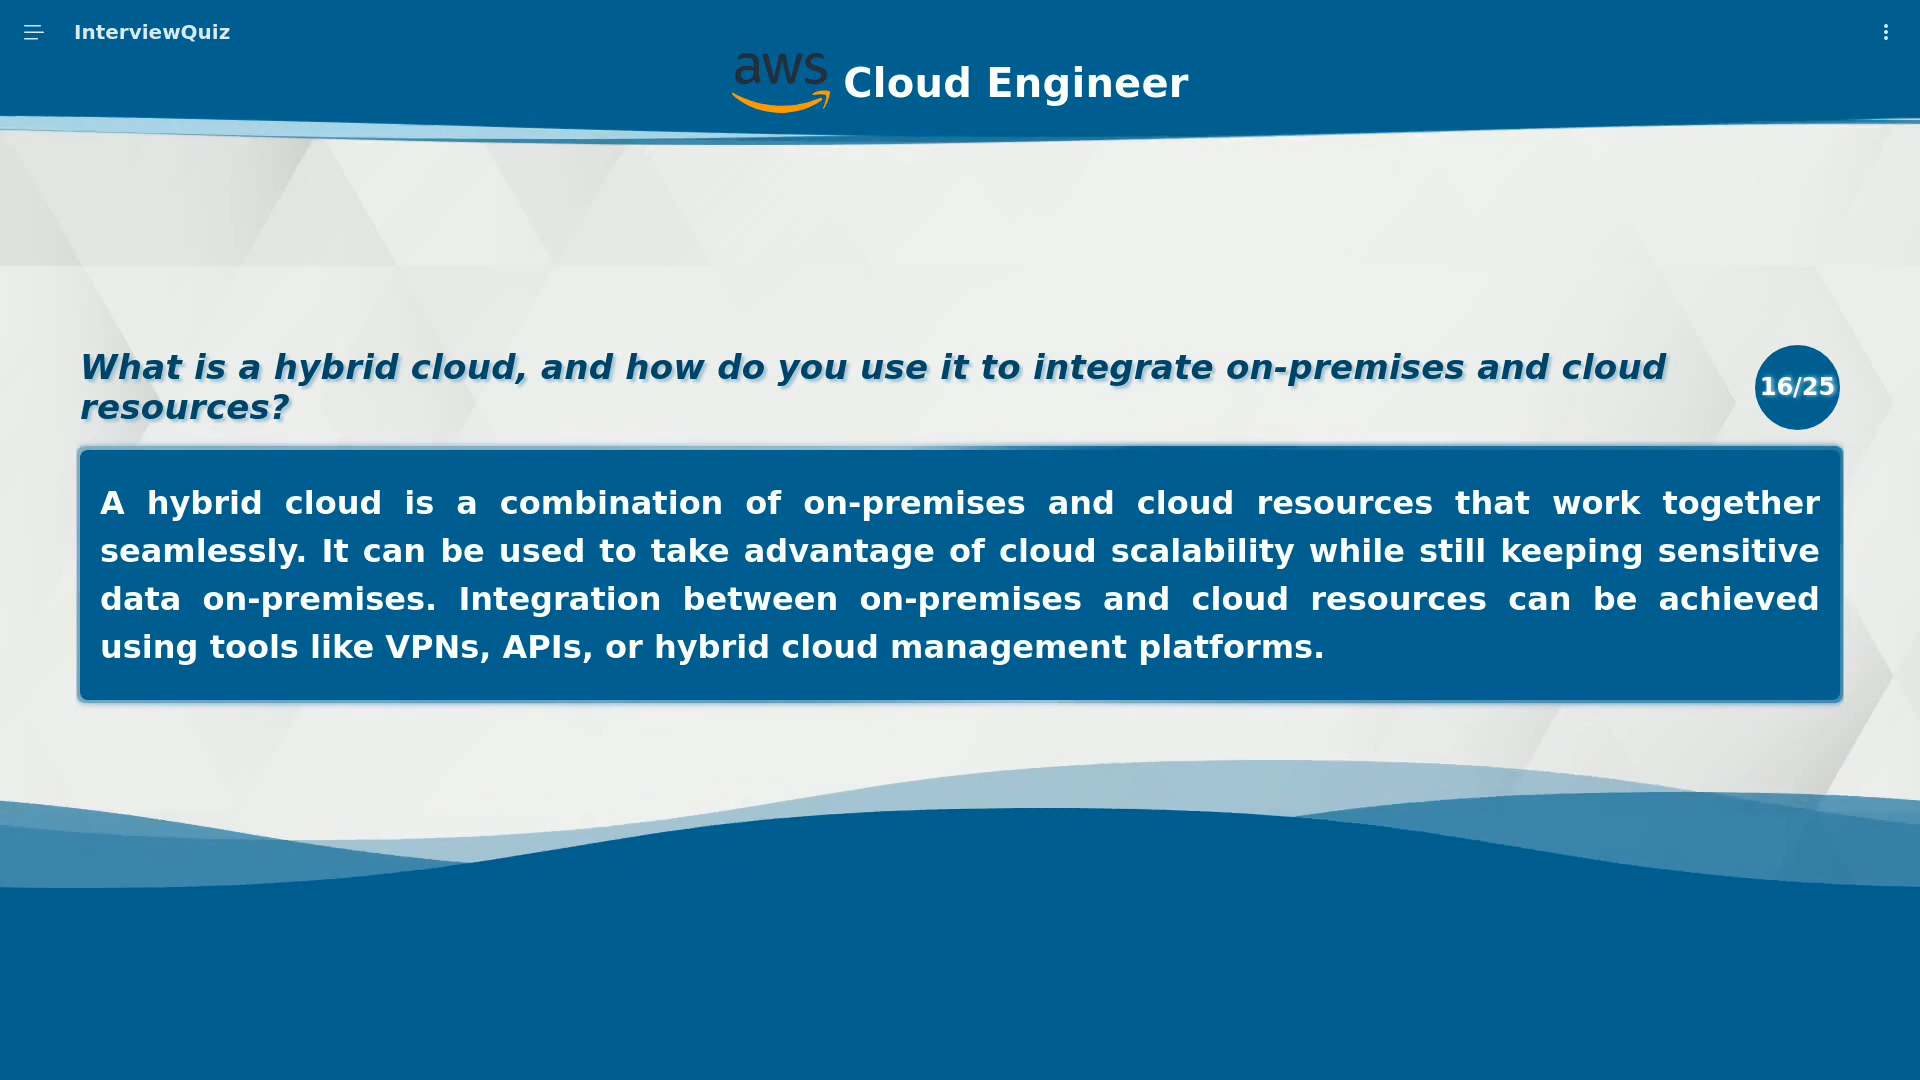 InterviewQuiz
aws Cloud Engineer
What is a hybrid cloud, and how do you use it to integrate on-premises and cloud
resources?
16/25
A hybrid cloud is a combination of on-premises and cloud resources that work together
seamlessly. It can be used to take advantage of cloud scalability while still keeping sensitive
data on-premises. Integration between on-premises and cloud resources can be achieved
using tools like VPNs, APIs, or hybrid cloud management platforms.